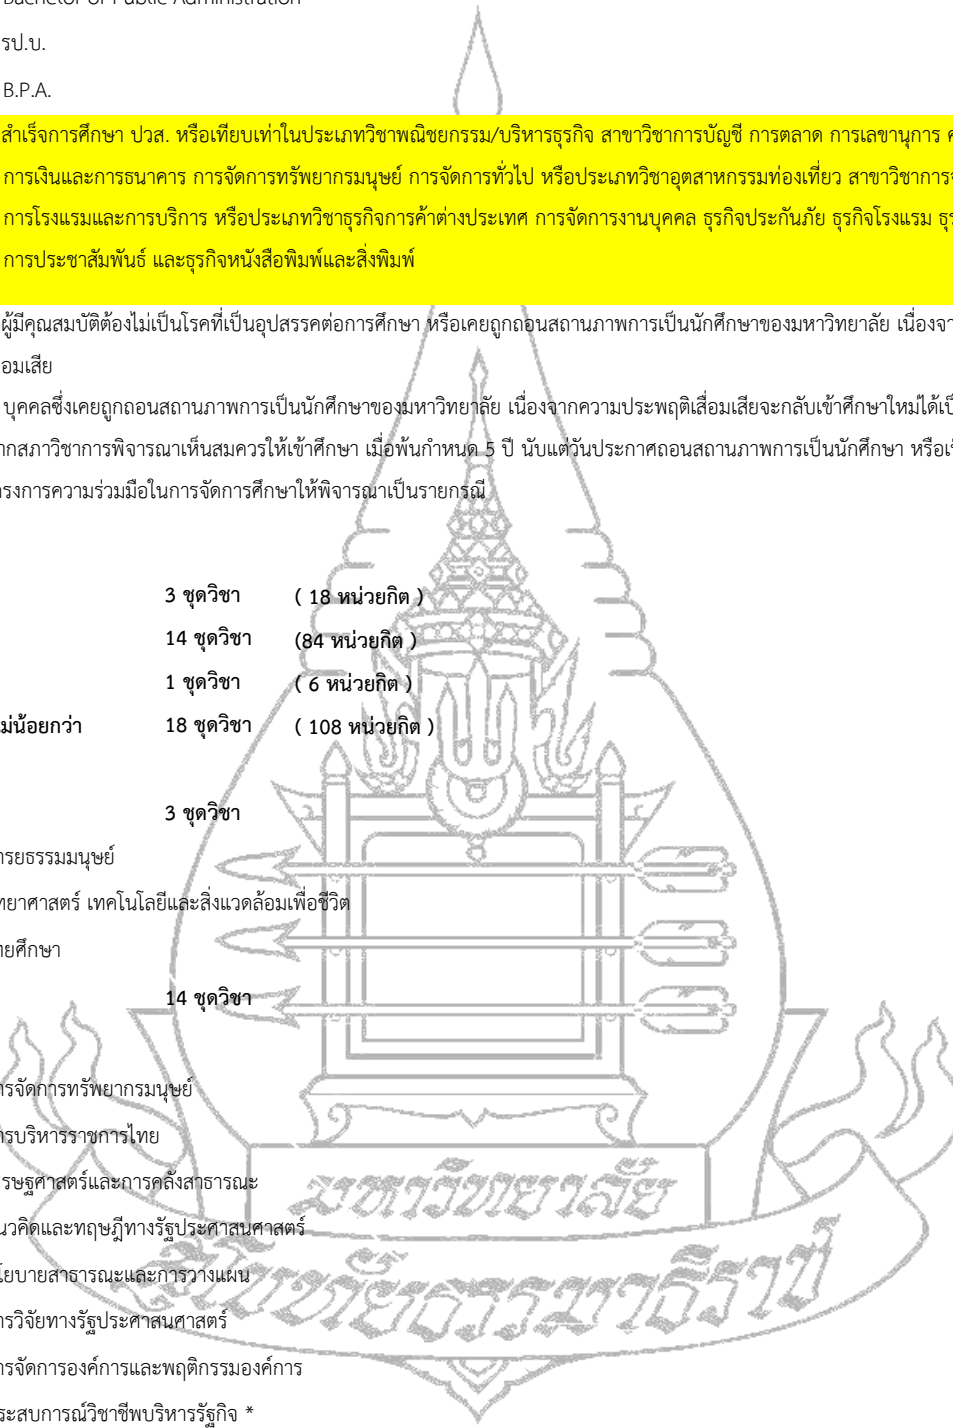 Bachelor of Public Administration
รป.บ.
B.P.A.
สำเร็จการศึกษา ปวส. หรือเทียบเท่าในประเภทวิชาพณิชยกรรม/บริหารธุรกิจ สาขาวิชาการบัญชี การตลาด การเลขานุการ
การเงินและการธนาคาร การจัดการทรัพยากรมนุษย์ การจัดการทั่วไป หรือประเภทวิชาอุตสาหกรรมท่องเที่ยว
การโรงแรมและการบริการ หรือประเภทวิชาธุรกิจการค้าต่างประเทศ การจัดการงานบุคคล ธุรกิจประกันภัย ธุรกิจโรงแรม
การประชาสัมพันธ์ และธุรกิจหนังสือพิมพ์และสิ่งพิมพ์
ผู้มีคุณสมบัติต้องไม่เป็นโรคที่เป็นอุปสรรคต่อการศึกษา หรือเคยถูกถอนสถานภาพการเป็นนักศึกษาของมหาวิทยาลัย
อมเสีย
บุคคลซึ่งเคยถูกถอนสถานภาพการเป็นนักศึกษาของมหาวิทยาลัย เนื่องจากความประพฤติเสื่อมเสียจะกลับเข้าศึกษาใหม่ได้
ากสภาวิชาการพิจารณาเห็นสมควรให้เข้าศึกษา เมื่อพ้นกำหนด 5 ปี นับแต่วันประกาศถอนสถานภาพการเป็นนักศึกษา
รงการความร่วมมือในการจัดการศึกษาให้พิจารณาเป็นรายกรณี
3 ชุดวิชา ( 18 หน่วยกิต )
14 ชุดวิชา (84 หน่วยกิต )
1 ชุดวิชา ( 6 หน่วยกิต )
ม่น้อยกว่า 18 ชุดวิชา ( 108 หน่วยกิต )
3 ชุดวิชา
ารยธรรมมนุษย์
ทยาศาสตร์ เทคโนโลยีและสิ่งแวดล้อมเพื่อชีวิต
ทยศึกษา
14 ชุดวิชา
ารจัดการทรัพยากรมนุษย์
ารบริหารราชการไทย
รษฐศาสตร์และการคลังสาธารณะ
นวคิดและทฤษฎีทางรัฐประศาสนศาสตร์
โยบายสาธารณะและการวางแผน
ารวิจัยทางรัฐประศาสนศาสตร์
ารจัดการองค์การและพฤติกรรมองค์การ
ระสบการณ์วิชาชีพบริหารรัฐกิจ *
มหาวิทยาลัย
สุโขทัยธรรมาธิราช